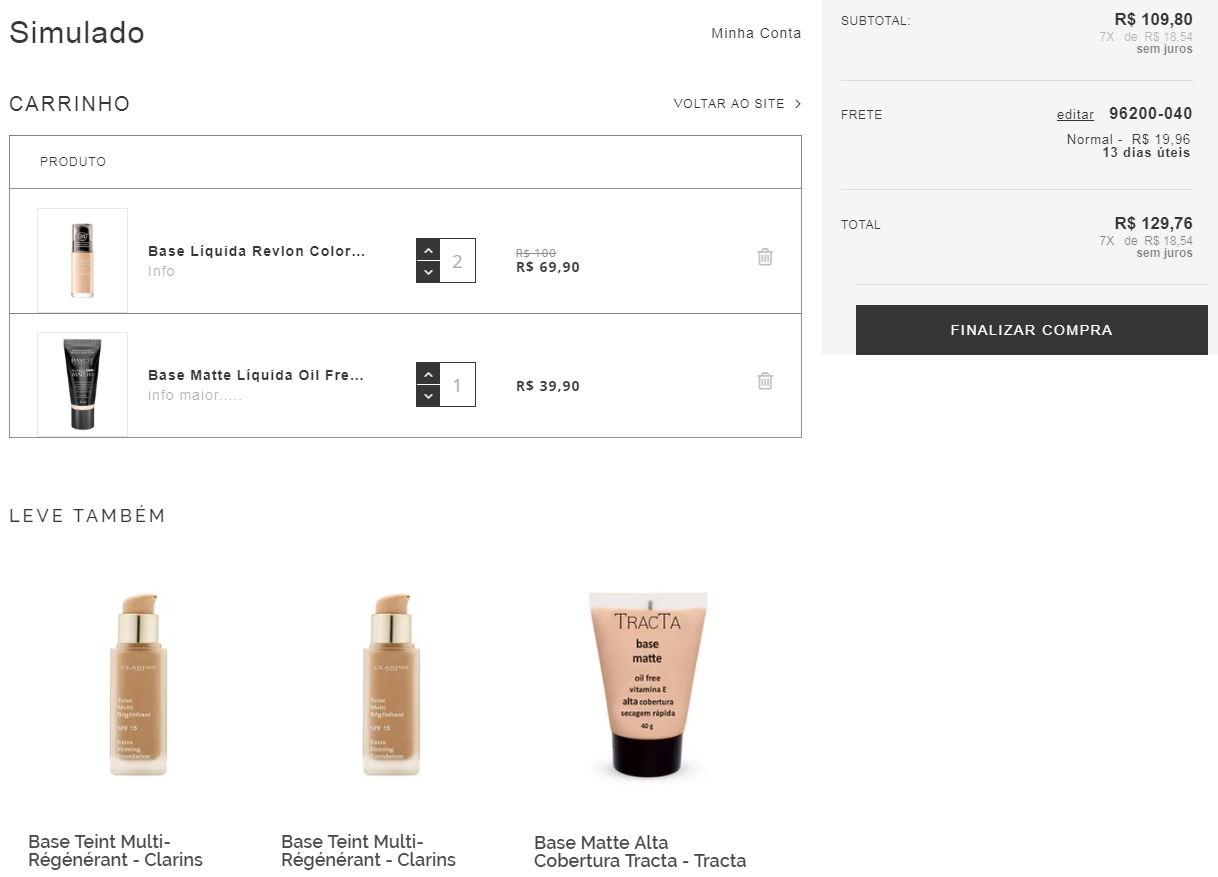 Simulado
Minha Conta
CARRINHO
VOLTAR AO SITE
PRODUTO
Base Líquida Revlon Color...
Info
2
R$ 100
R$ 69,90
Base Matte Líquida Oil Fre...
info maior.....
1
R$ 39,90
SUBTOTAL:
R$ 109,80
7X de R$ 18,54
sem juros
FRETE
editar 96200-040
Normal - R$ 19,96
13 dias úteis
TOTAL
R$ 129,76
7X de R$ 18,54
sem juros
FINALIZAR COMPRA
LEVE TAMBÉM
CLARINS
Teint
Multi
Régénérant
SPF 15
Extra
Firming
Foundation
CLARINS
Teint
Multi
Régénérant
SPF 15
Extra
Firming
Foundation
TRACTA
base
matte
oil free
vitamina E
alta cobertura
secagem rápida
40 g
Base Teint Multi-
Régénérant - Clarins
Base Teint Multi-
Régénérant - Clarins
Base Matte Alta
Cobertura Tracta - Tracta